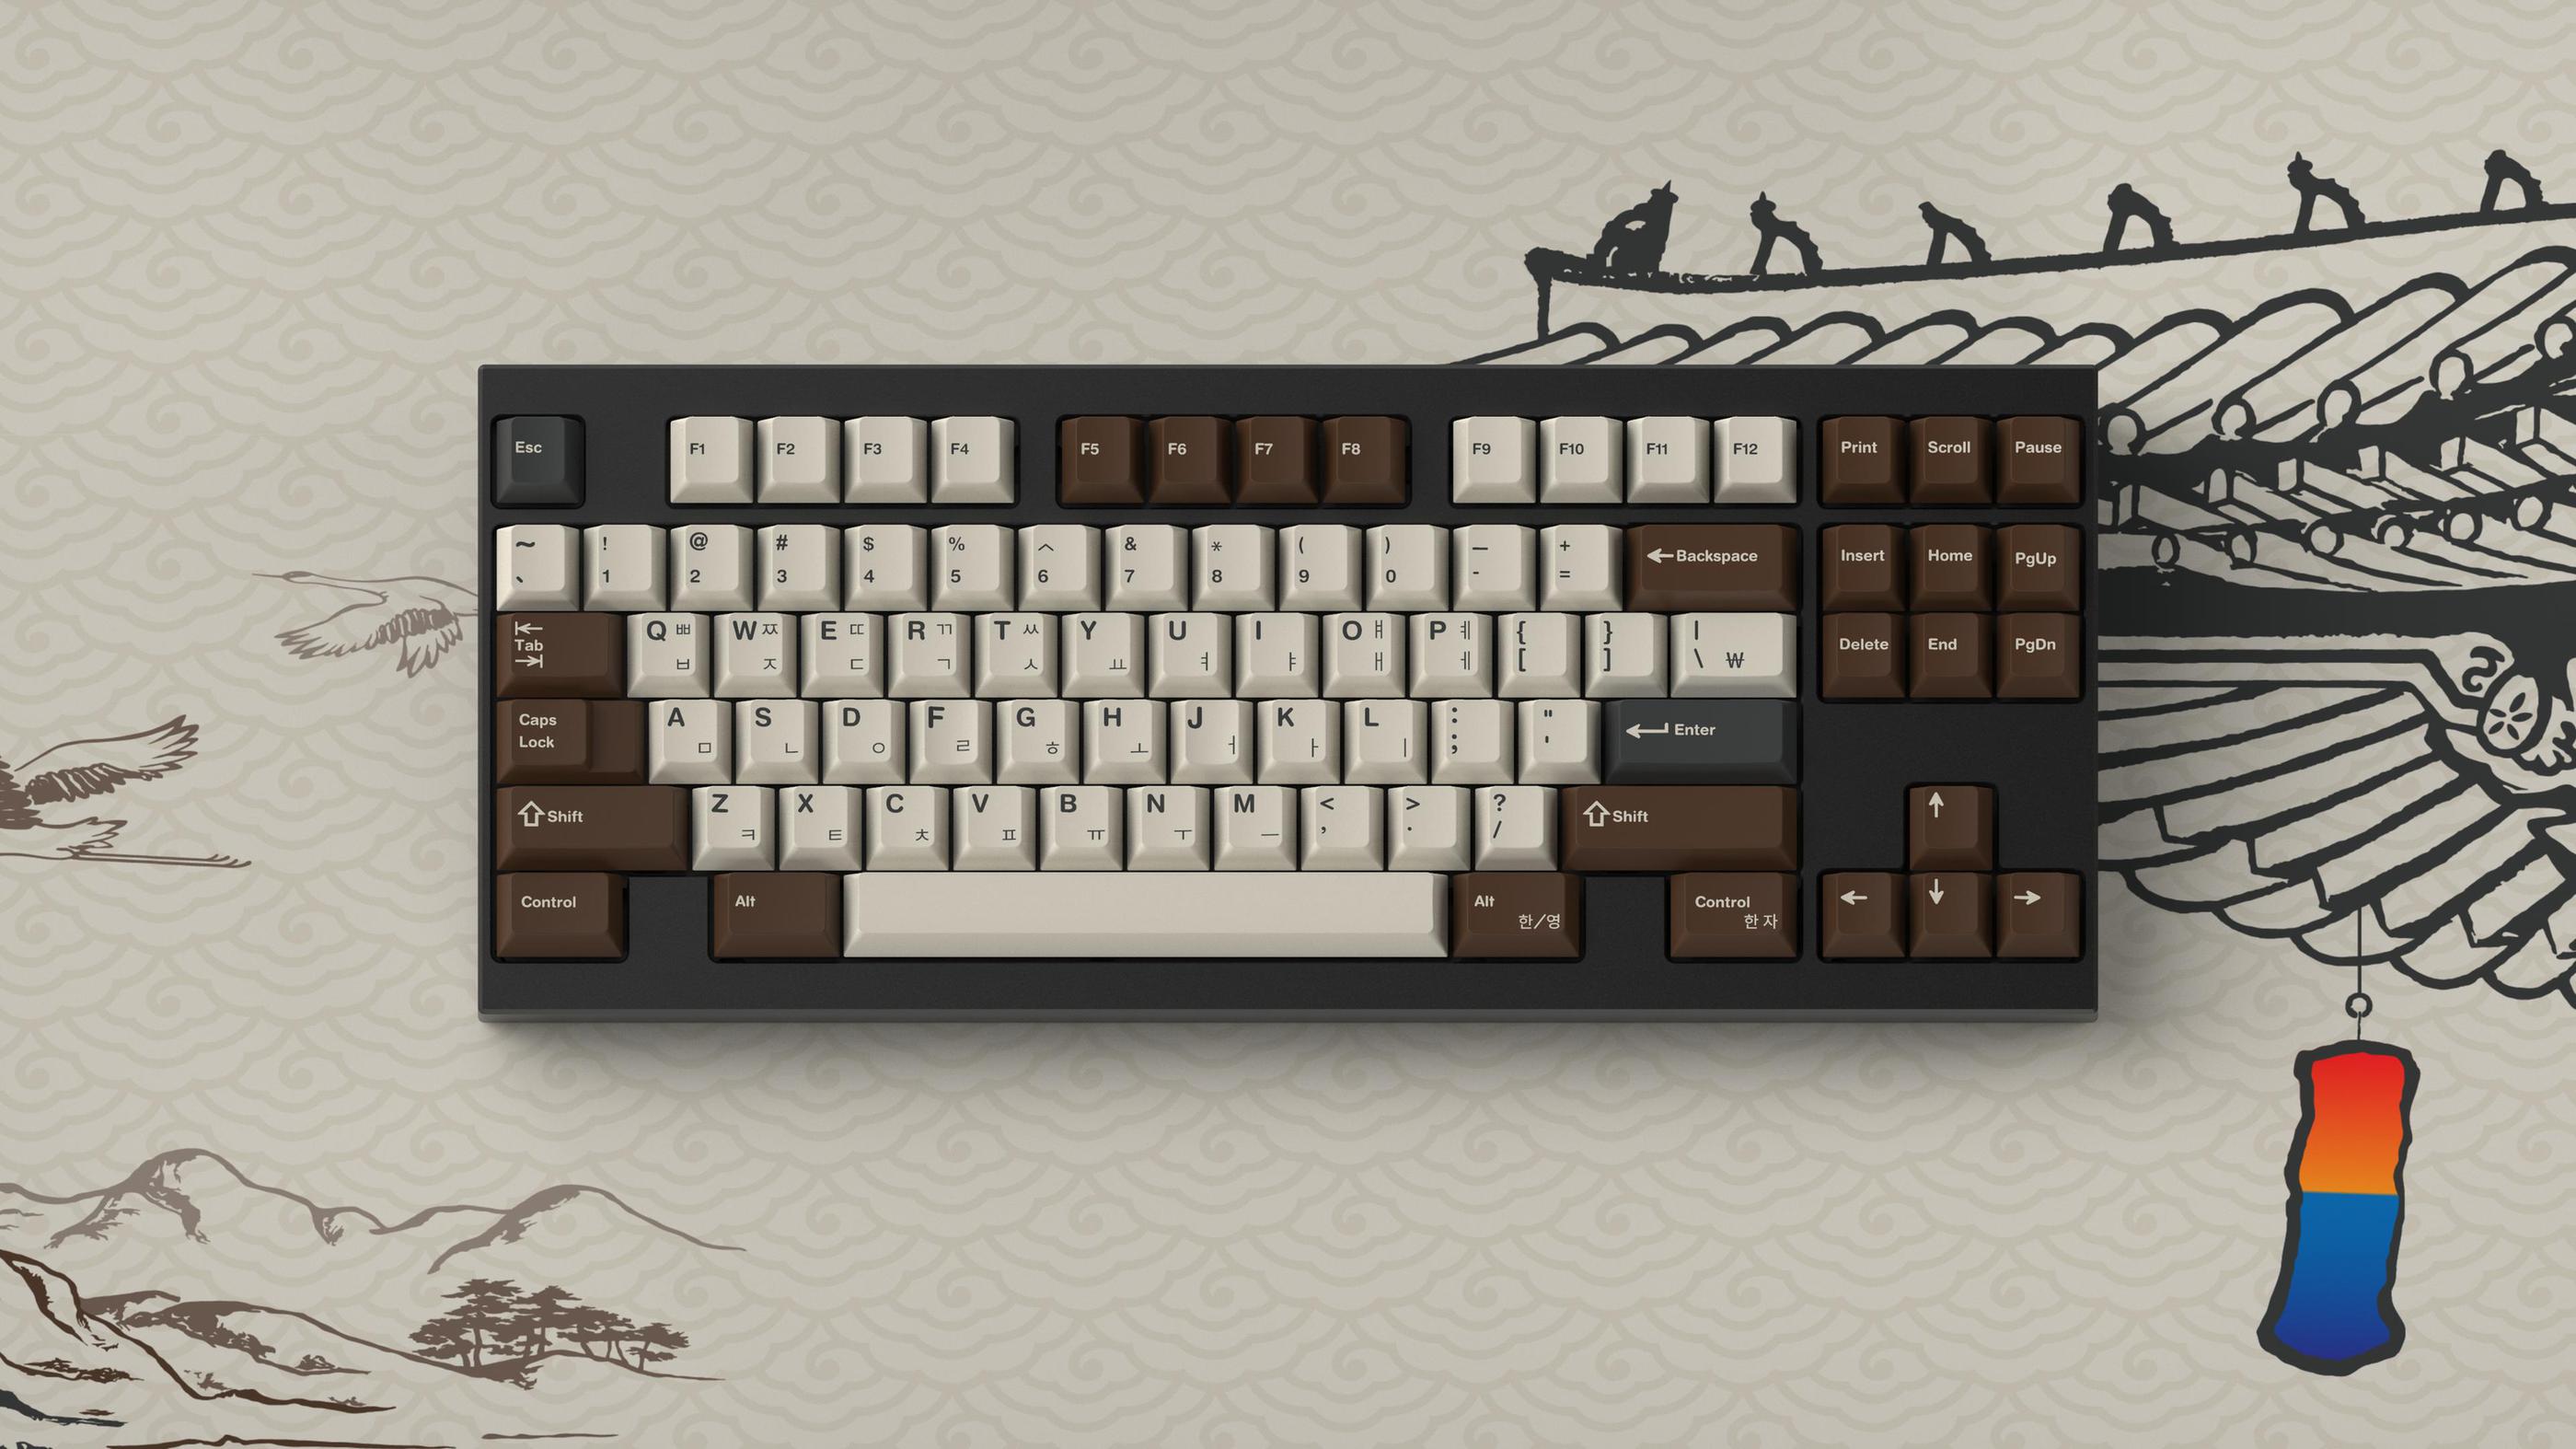 Esc F1 F2 F3 F4 F5 F6 F7 F8 F9 F10 F11 F12 Print Scroll Pause
~ ! @ # $ % ^ & * ( ) — + ← Backspace Insert Home PgUp
` 1 2 3 4 5 6 7 8 9 0 - =
Tab Q ㅃ W ㅉ E ㄸ R ㄲ T ㅆ Y U I O ㅒ P ㅖ { } | Delete End PgDn
ㅂ ㅈ ㄷ ㄱ ㅅ ㅛ ㅕ ㅑ ㅐ ㅔ [ ] \ ₩
Caps A S D F G H J K L : " Enter
Lock ㅁ ㄴ ㅇ ㄹ ㅎ ㅗ ㅓ ㅏ ㅣ ; '
Shift Z X C V B N M < > ? Shift ↑
ㅋ ㅌ ㅊ ㅍ ㅠ ㅜ ㅡ , . /
Control Alt Alt Control ← ↓ →
한/영 한자